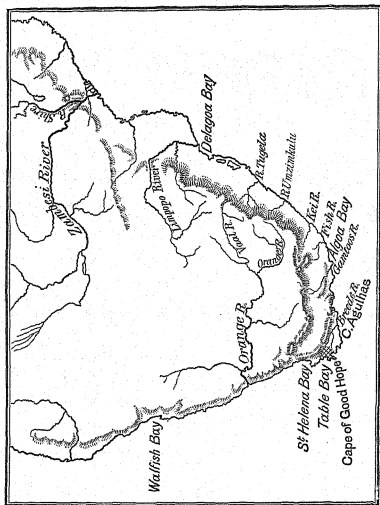 R. Shire
Zambesi River
Delagoa Bay
Limpopo River
R. Tugela
R. Umzimkulu
Vaal R.
Orange R.
Kei R.
Fish R.
Algoa Bay
Gamtoos R.
Orange R.
Breede R.
C. Agulhas
St Helena Bay
Table Bay
Cape of Good Hope
Walfish Bay